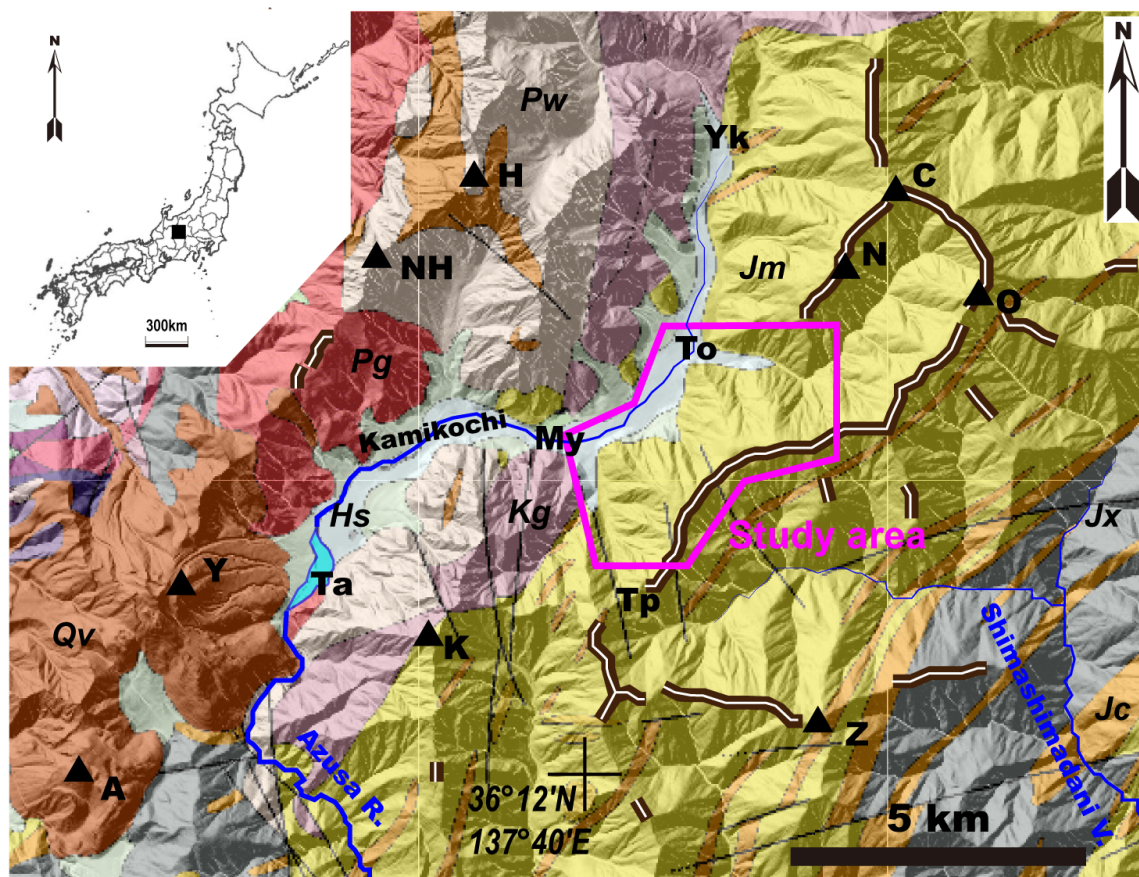 N
300km
N
Pw
Yk
H
C
NH
Jm
N
O
To
Pg
Kamikochi
My
Hs
Kg
Study area
Jx
Y
Ta
Tp
Qv
K
Shimashimadani V.
Jc
Z
A
Azusa R.
36°12'N
137°40'E
5 km